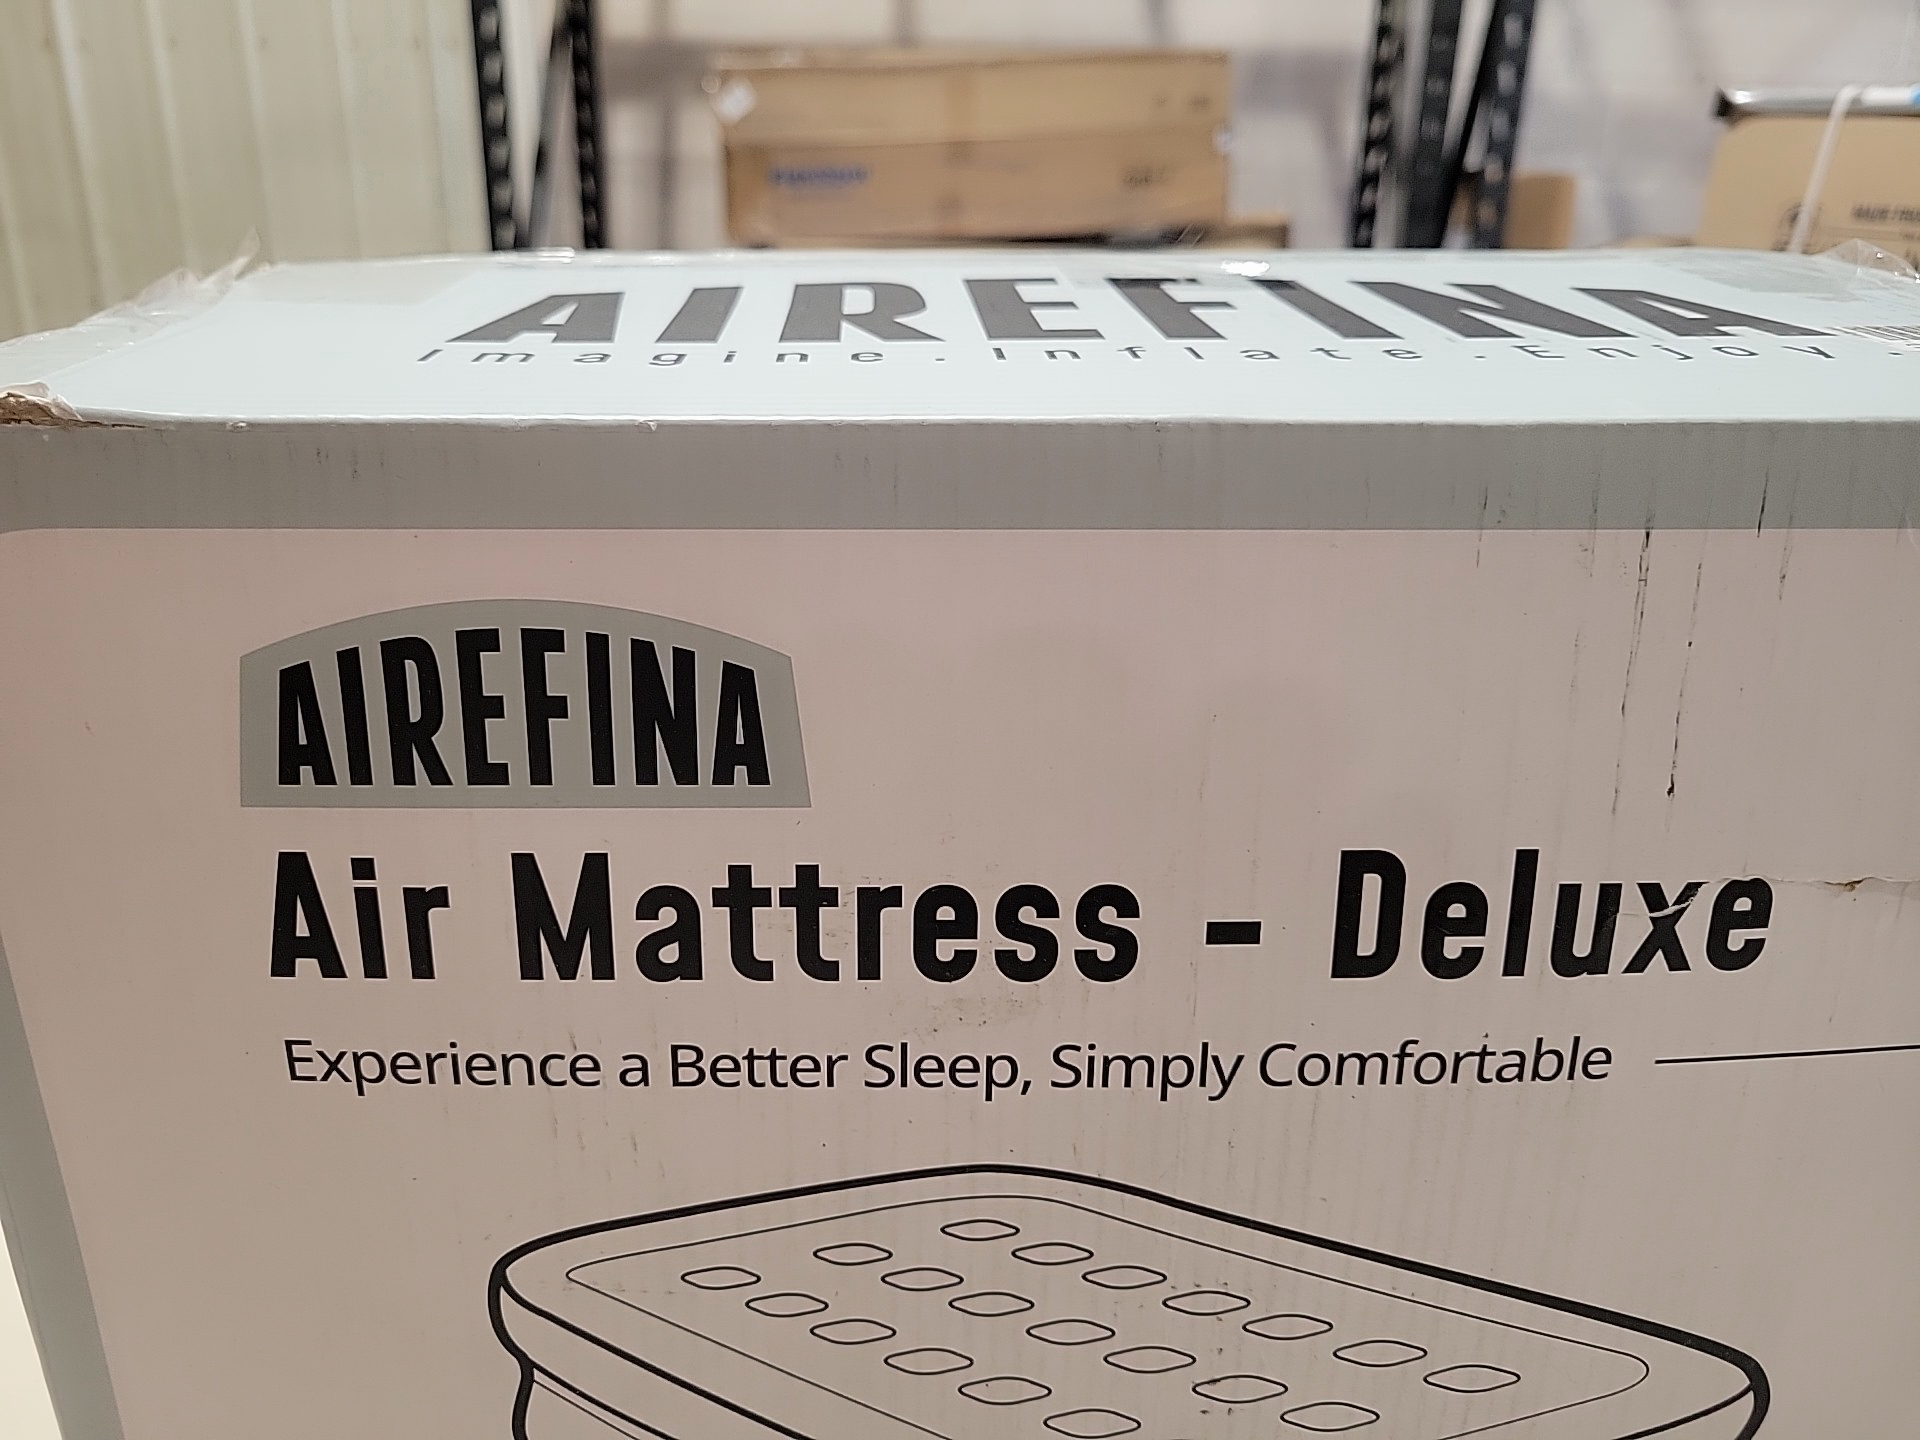 AIREFINA
Imagine.Inflate.Enjoy.
AIREFINA
Air Mattress - Deluxe
Experience a Better Sleep, Simply Comfortable